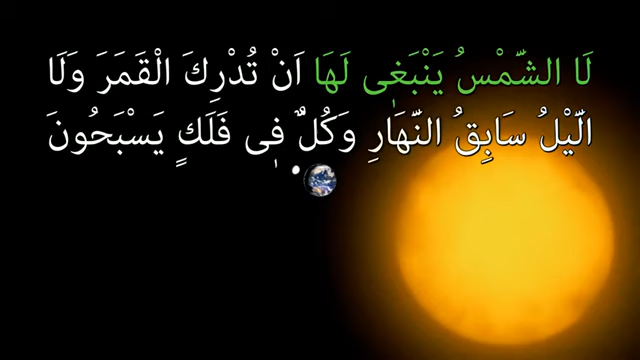 لَا الشَّمْسُ يَنْبَغٖى لَهَا اَنْ تُدْرِكَ الْقَمَرَ وَلَا
الَّيْلُ سَابِقُ النَّهَارِ وَكُلٌّ فٖى فَلَكٍ يَسْبَحُونَ